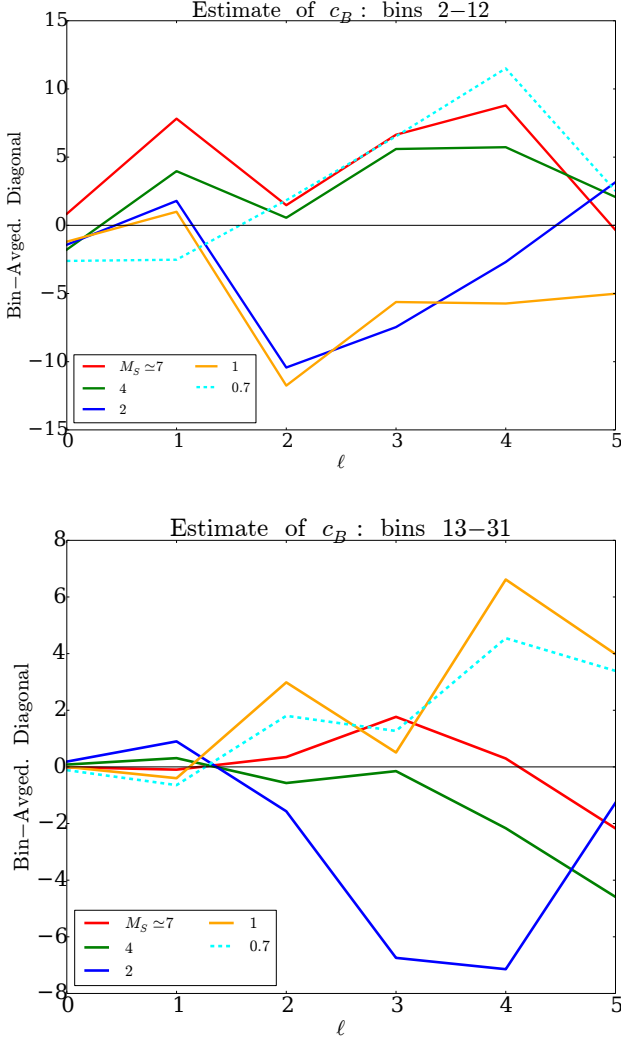 Estimate of c_B: bins 2−12
Bin−Avged. Diagonal
15
10
5
0
−5
−10
−15
M_S ≃7
4
2
1
0.7
0 1 2 3 4 5
ℓ
Estimate of c_B: bins 13−31
Bin−Avged. Diagonal
8
6
4
2
0
−2
−4
−6
−8
M_S ≃7
4
2
1
0.7
0 1 2 3 4 5
ℓ